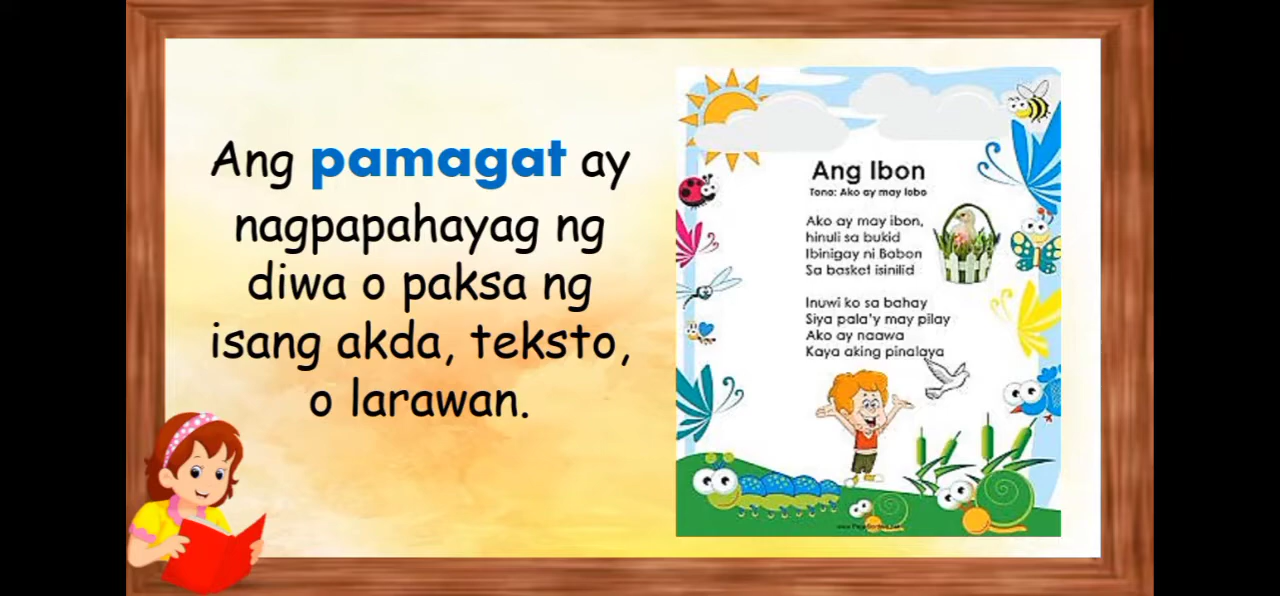 Ang pamagat ay
nagpapahayag ng
diwa o paksa ng
isang akda, teksto,
o larawan.
Ang Ibon
Tono: Ako ay may lobo
Ako ay may ibon,
hinuli sa bukid
Ibinigay ni Bobon
Sa basket isinilid
Inuwi ko sa bahay
Siya pala'y may pilay
Ako ay naawa
Kaya aking pinalaya